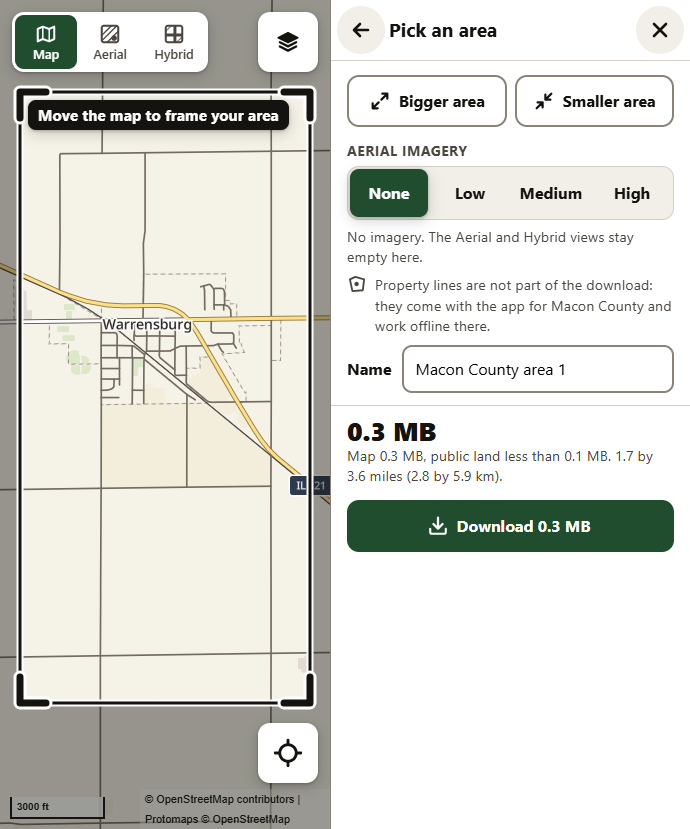 Map
Aerial
Hybrid
Move the map to frame your area
Warrensburg
3000 ft
© OpenStreetMap contributors |
Protomaps © OpenStreetMap
Pick an area
Bigger area
Smaller area
AERIAL IMAGERY
None
Low
Medium
High
No imagery. The Aerial and Hybrid views stay
empty here.
Property lines are not part of the download:
they come with the app for Macon County and
work offline there.
Name
Macon County area 1
0.3 MB
Map 0.3 MB, public land less than 0.1 MB. 1.7 by
3.6 miles (2.8 by 5.9 km).
Download 0.3 MB